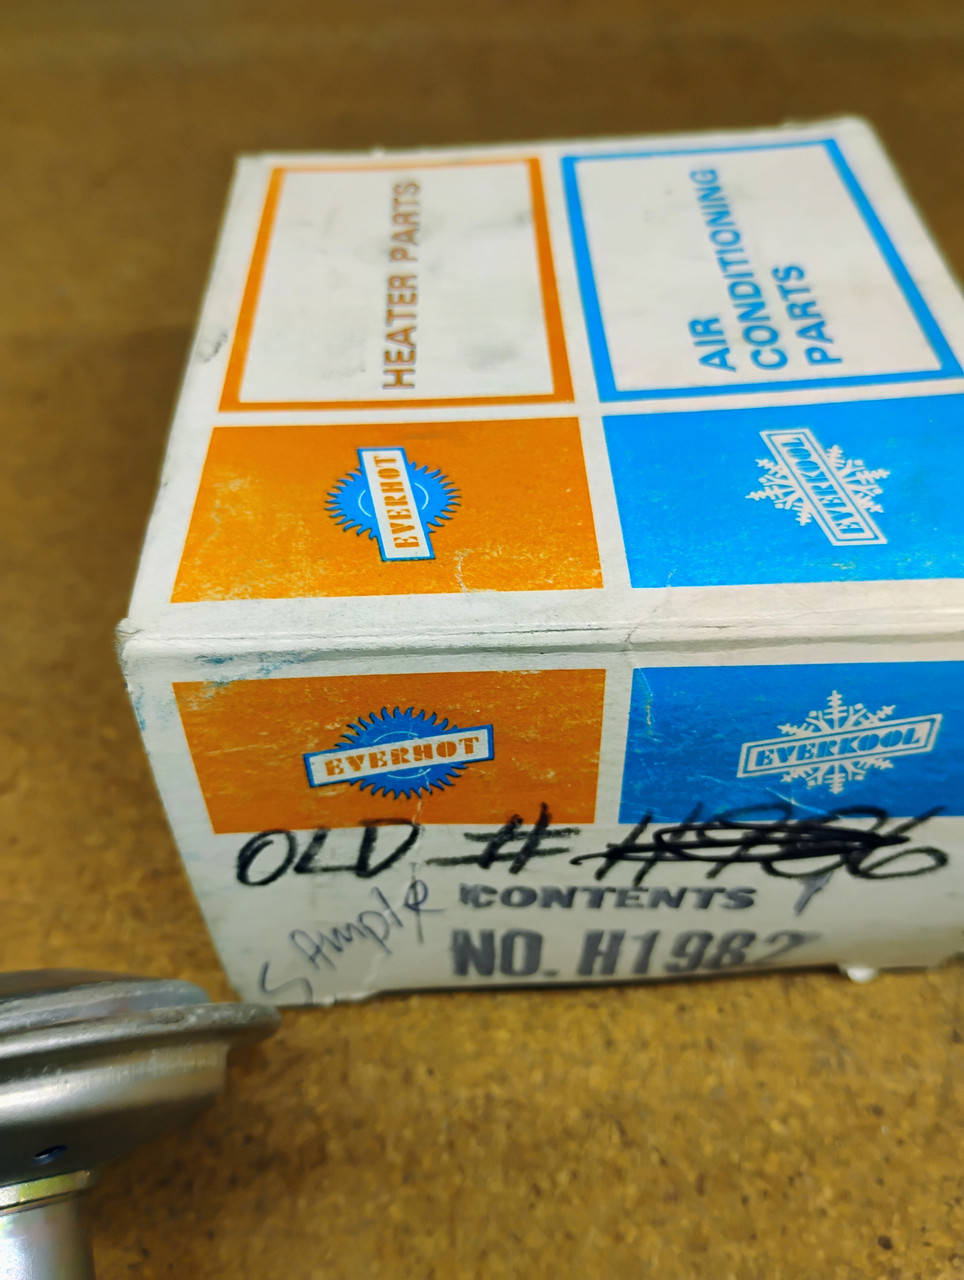 HEATER PARTS
AIR
CONDITIONING
PARTS
EVERHOT
EVERKOOL
EVERHOT
EVERKOOL
OLD #
Sample
CONTENTS
NO. H1982